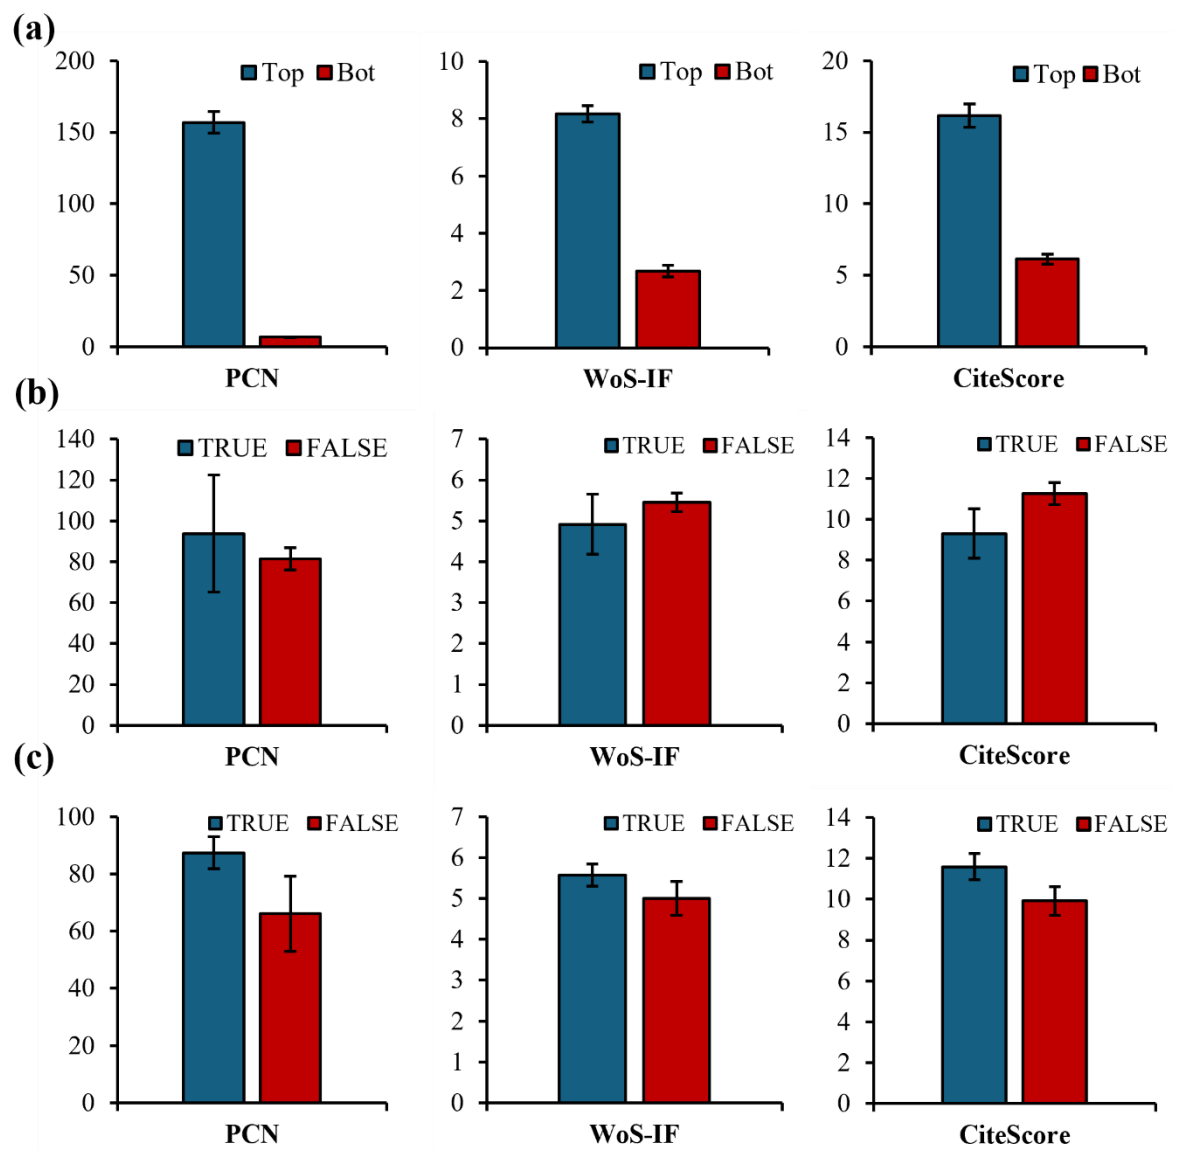 (a)
200
150
100
50
0
Top Bot
PCN
10
8
6
4
2
0
Top Bot
WoS-IF
20
15
10
5
0
Top Bot
CiteScore
(b)
140
120
100
80
60
40
20
0
TRUE FALSE
PCN
7
6
5
4
3
2
1
0
TRUE FALSE
WoS-IF
14
12
10
8
6
4
2
0
TRUE FALSE
CiteScore
(c)
100
80
60
40
20
0
TRUE FALSE
PCN
7
6
5
4
3
2
1
0
TRUE FALSE
WoS-IF
14
12
10
8
6
4
2
0
TRUE FALSE
CiteScore